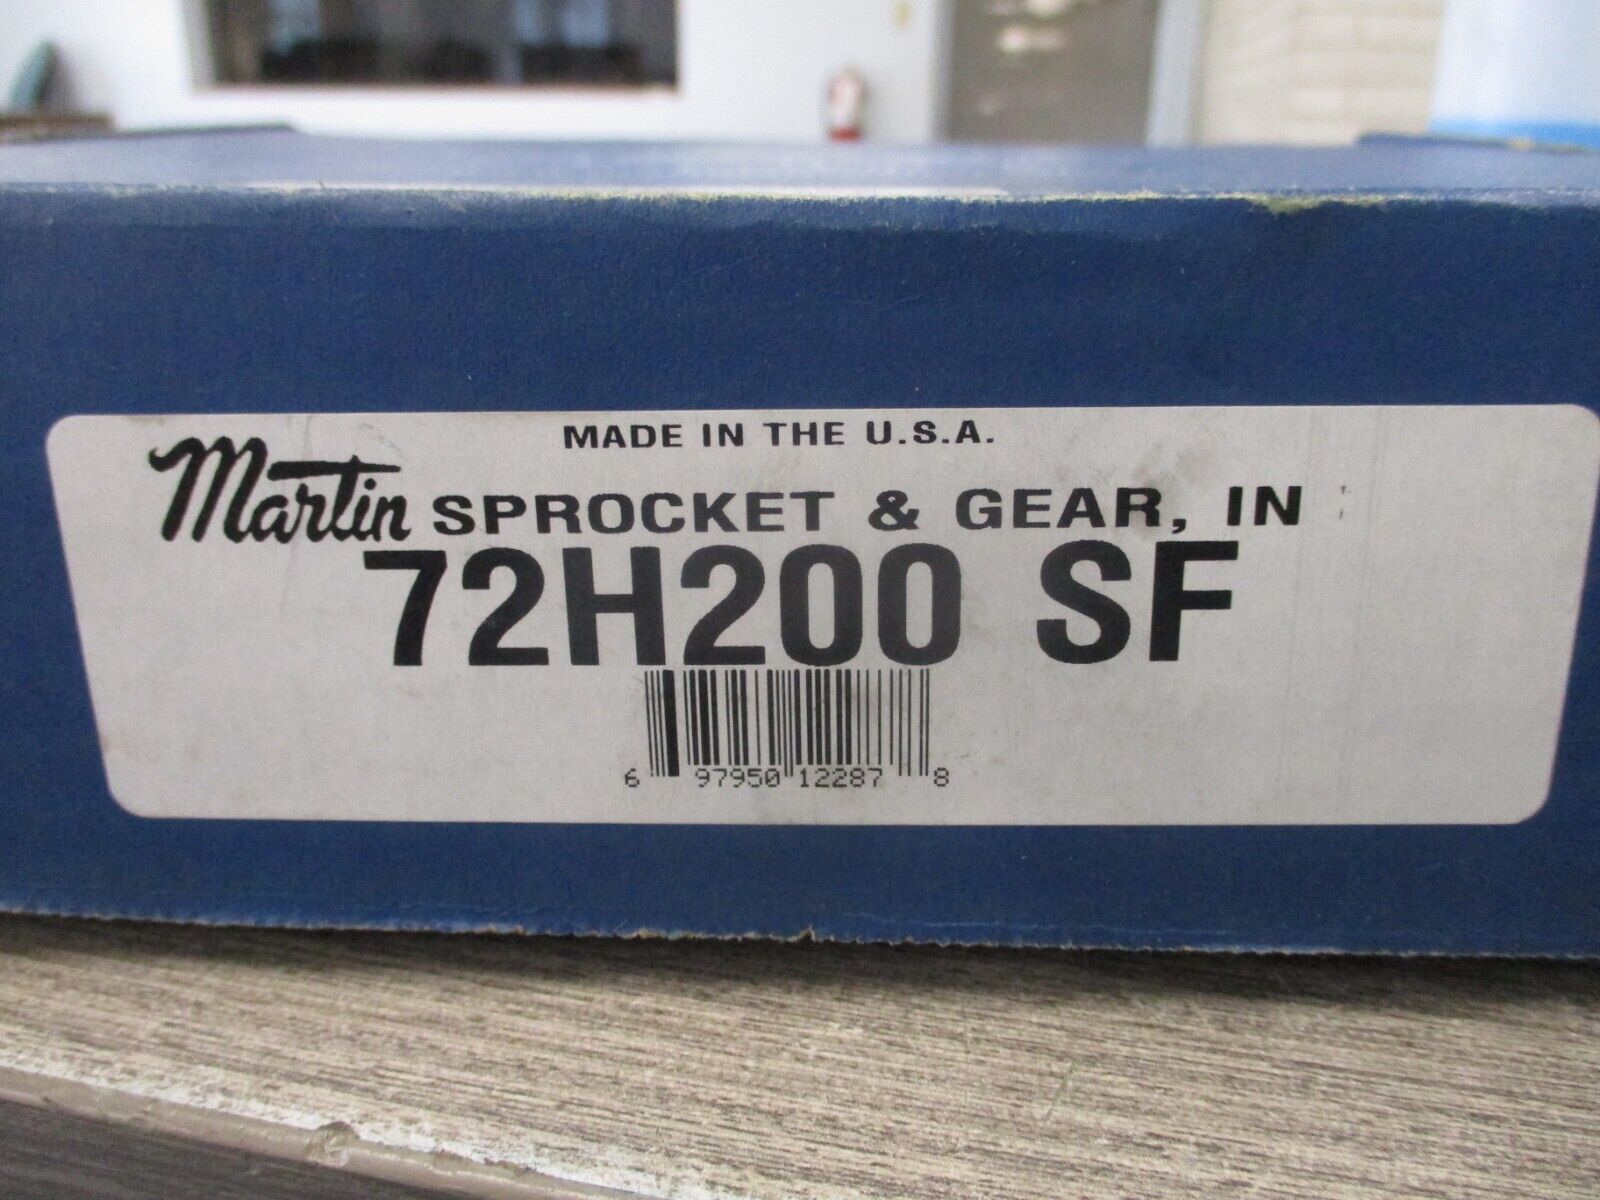 MADE IN THE U.S.A.
Martin SPROCKET & GEAR, IN
72H200 SF
6 97950 12287 8